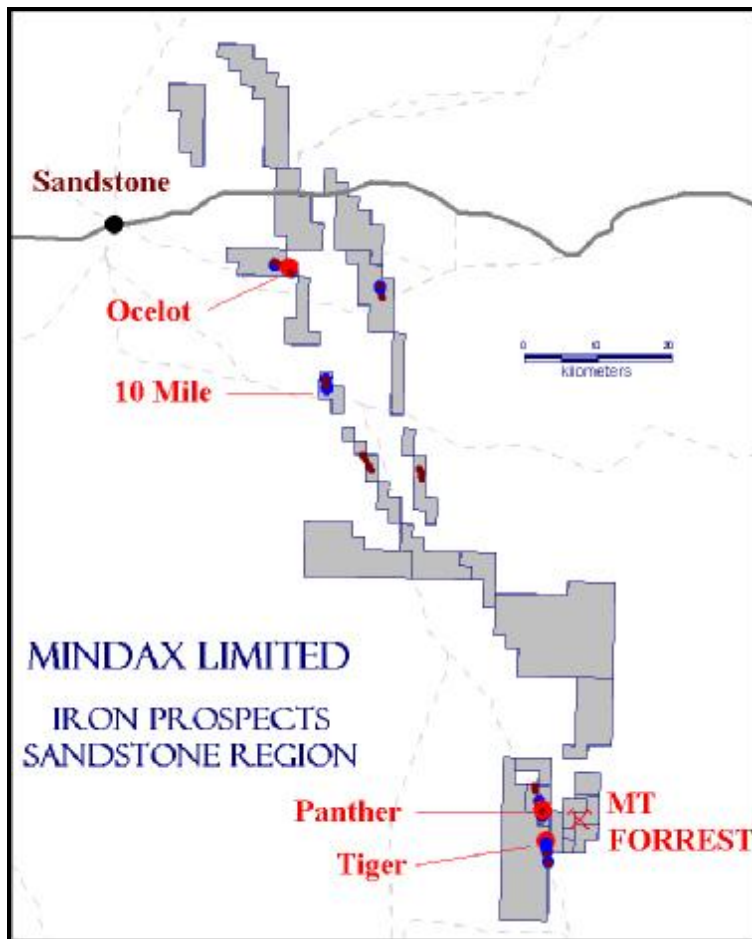 Sandstone
Ocelot
0 10 20
kilometers
10 Mile
MINDAX LIMITED
IRON PROSPECTS
SANDSTONE REGION
Panther
MT
FORREST
Tiger